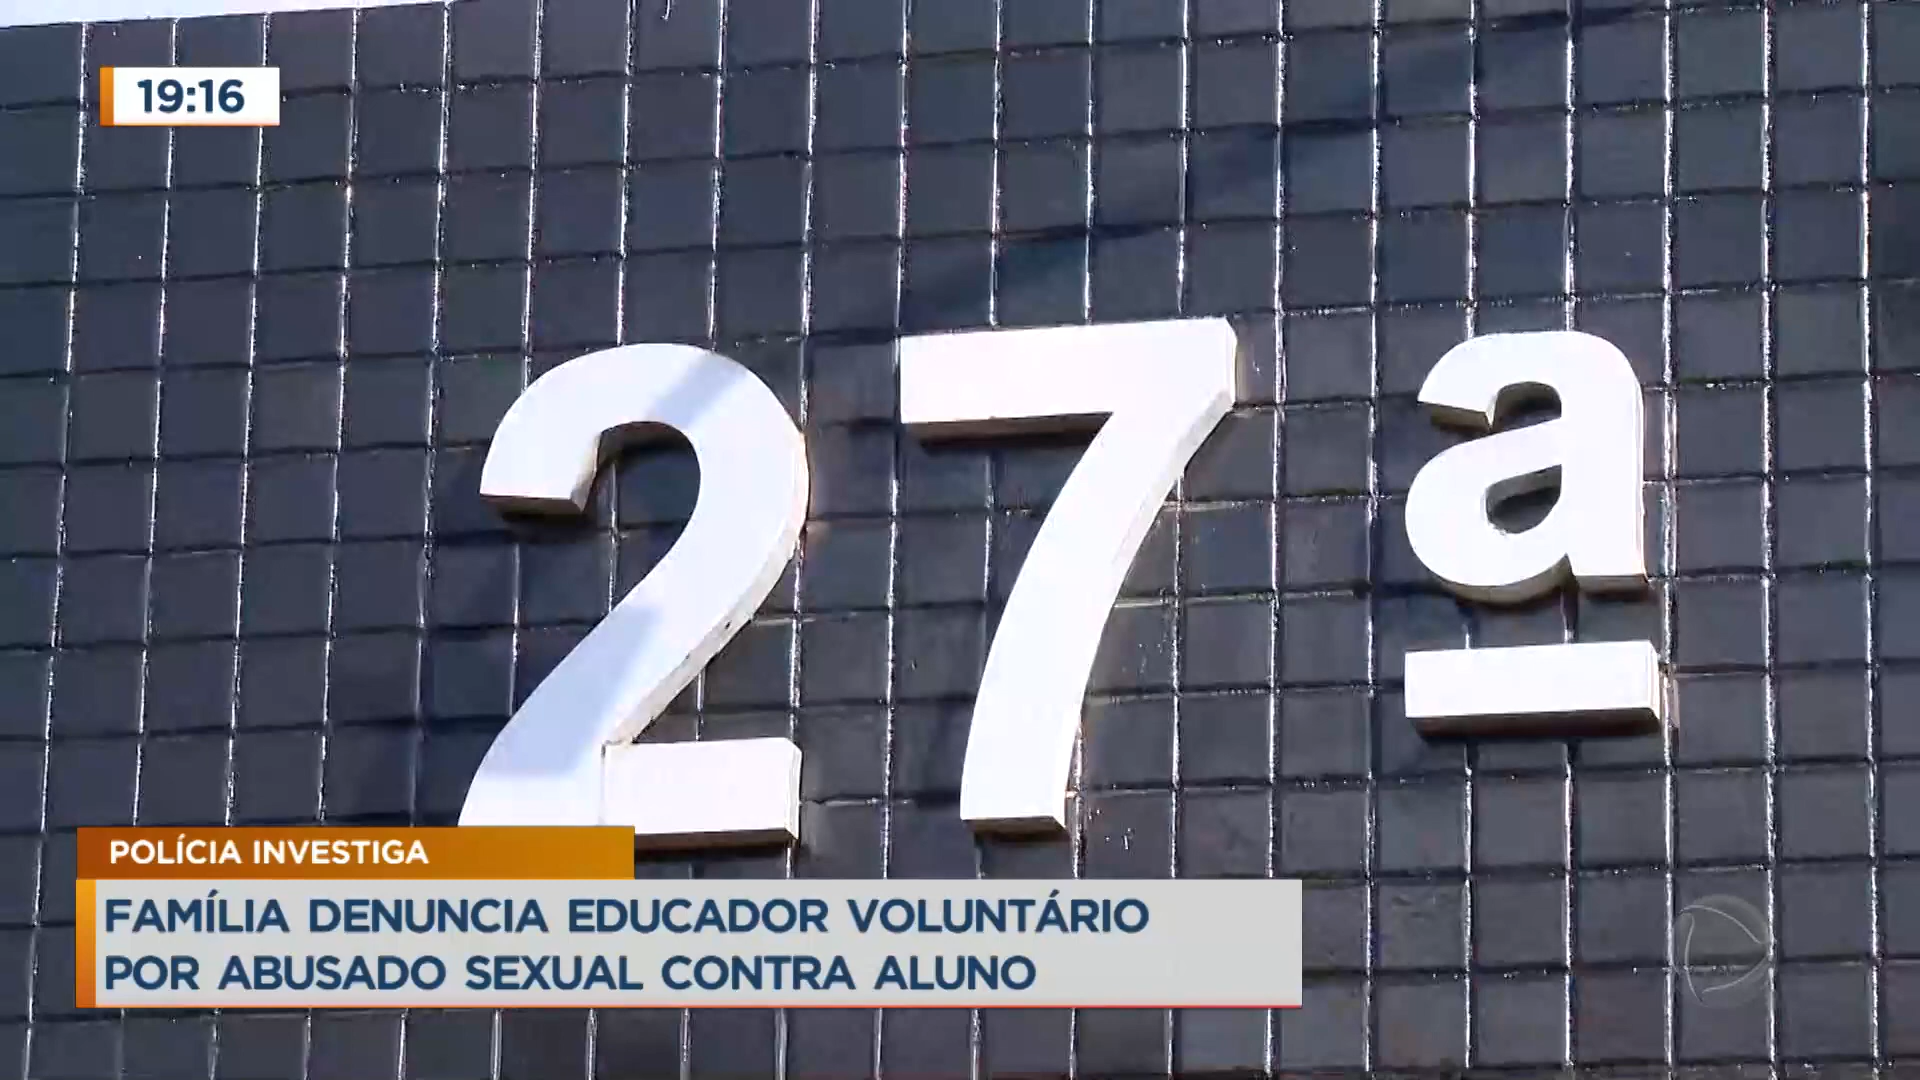 19:16
27ª
POLÍCIA INVESTIGA
FAMÍLIA DENUNCIA EDUCADOR VOLUNTÁRIO
POR ABUSADO SEXUAL CONTRA ALUNO